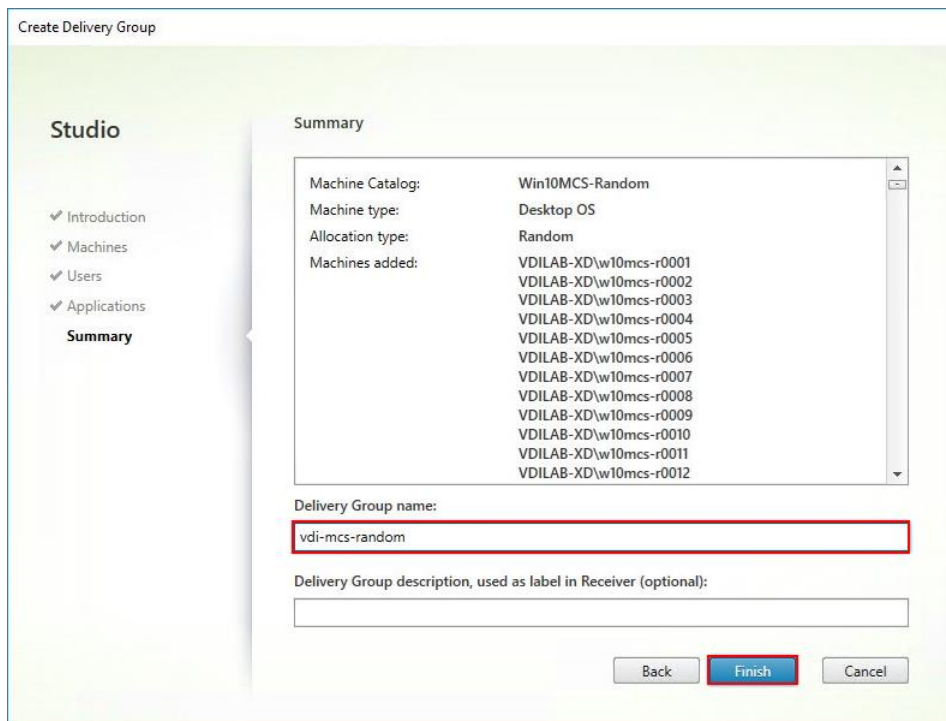 Create Delivery Group
Studio
Introduction
Machines
Users
Applications
Summary
Summary
Machine Catalog: Win10MCS-Random
Machine type: Desktop OS
Allocation type: Random
Machines added: VDILAB-XD\w10mcs-r0001
VDILAB-XD\w10mcs-r0002
VDILAB-XD\w10mcs-r0003
VDILAB-XD\w10mcs-r0004
VDILAB-XD\w10mcs-r0005
VDILAB-XD\w10mcs-r0006
VDILAB-XD\w10mcs-r0007
VDILAB-XD\w10mcs-r0008
VDILAB-XD\w10mcs-r0009
VDILAB-XD\w10mcs-r0010
VDILAB-XD\w10mcs-r0011
VDILAB-XD\w10mcs-r0012
Delivery Group name:
vdi-mcs-random
Delivery Group description, used as label in Receiver (optional):
Back Finish Cancel